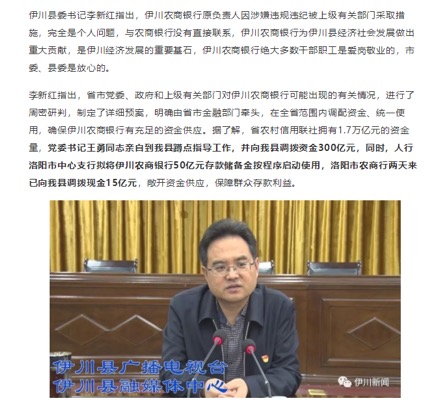 伊川县委书记李新红指出，伊川农商银行原负责人因涉嫌违规违纪被上级有关部门采取措
施，完全是个人问题，与农商银行没有直接联系，伊川农商银行为伊川县经济社会发展做出
重大贡献，是伊川经济发展的重要基石，伊川农商银行绝大多数干部职工是爱岗敬业的，市
委、县委是放心的。
李新红指出，省市党委、政府和上级有关部门对伊川农商银行可能出现的有关情况，进行了
周密研判，制定了详细预案，明确由省市金融部门牵头，在全省范围内调配资金、统一使
用，确保伊川农商银行有充足的资金供应。据了解，省农村信用联社拥有1.7万亿元的资金
量，党委书记王勇同志亲自到我县蹲点指导工作，并向我县调拨资金300亿元，同时，人行
洛阳市中心支行拟将伊川农商银行50亿元存款储备金按程序启动使用，洛阳市农商行两天来
已向我县调拨现金15亿元，敞开资金供应，保障群众存款利益。
伊川县广播电视台
伊川县融媒体中心
伊川新闻